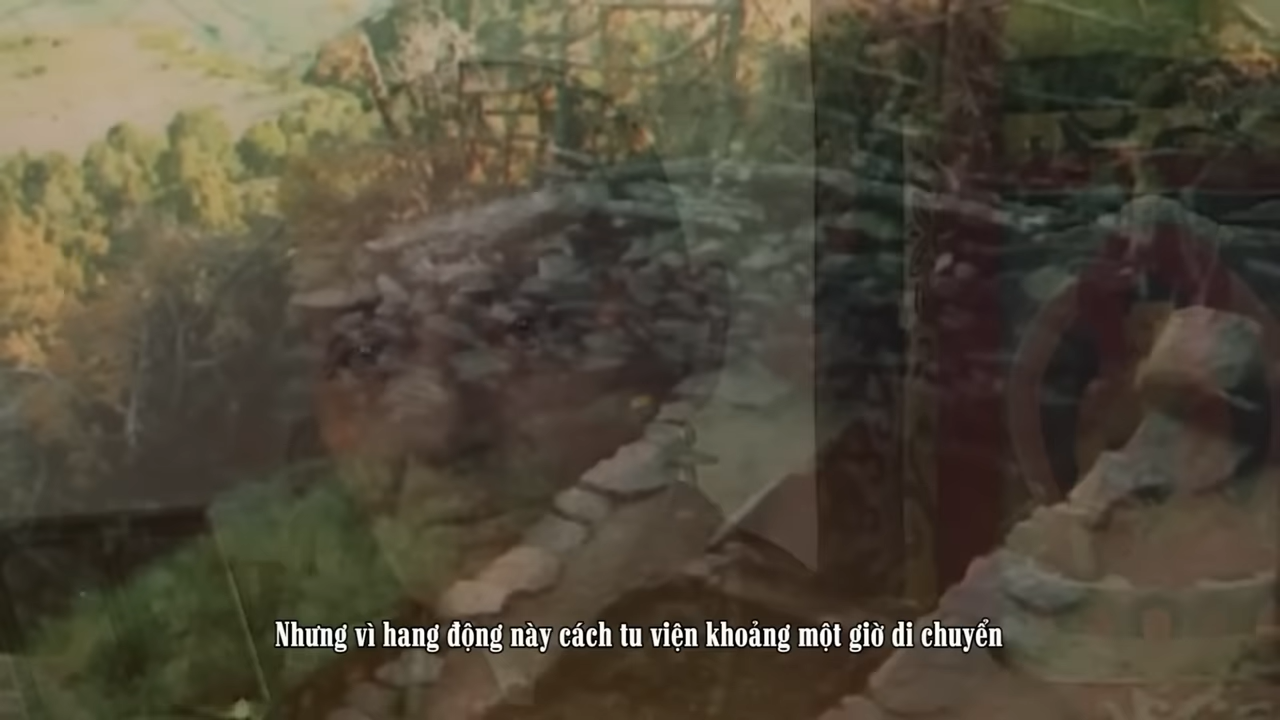 Nhưng vì hang động này cách tu viện khoảng một giờ di chuyển